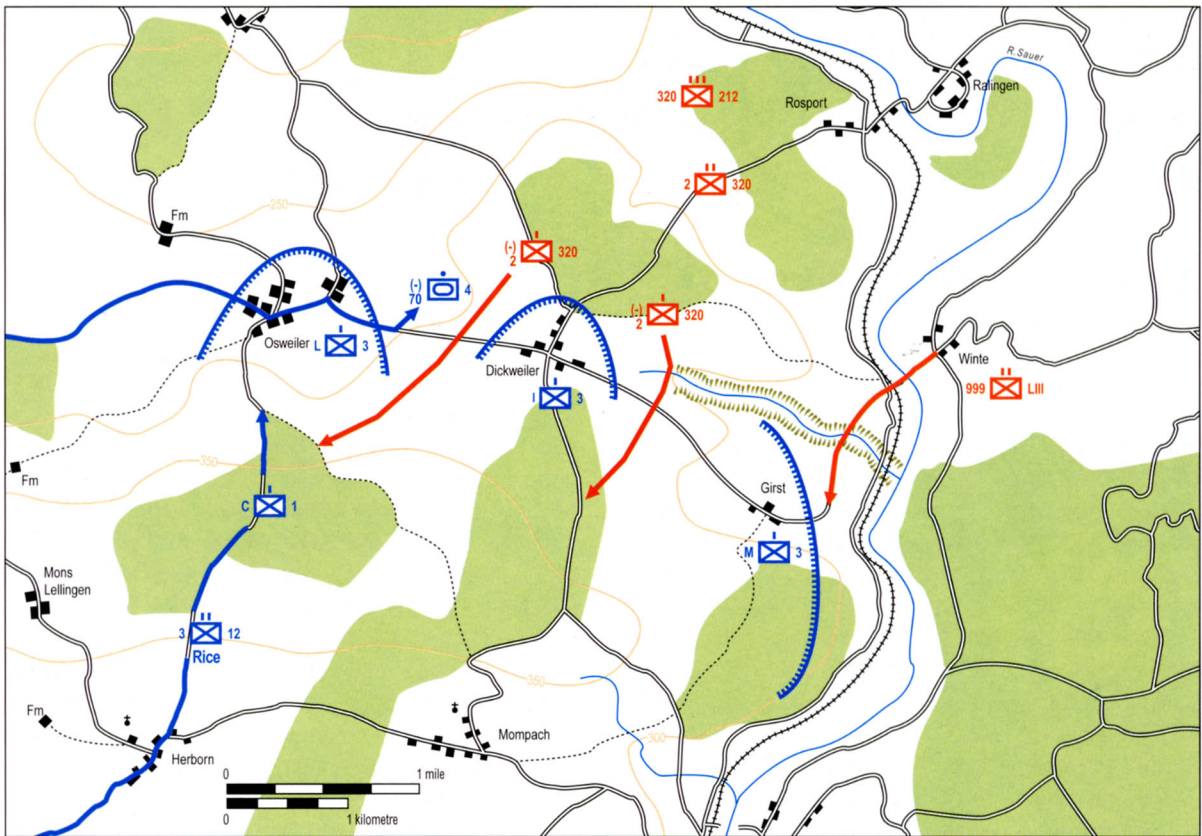 R.Sauer
Ralingen
320 212
Rosport
2 320
Fm
250
(-)
2 320
(-)
70 4
(-)
2 320
Osweiler
L 3
Dickweiler
I 3
Winte
999 LIII
350
Fm
C 1
Girst
M 3
Mons
Lellingen
3 12
Rice
350
300
Fm
Herborn
Mompach
0 1 mile
0 1 kilometre